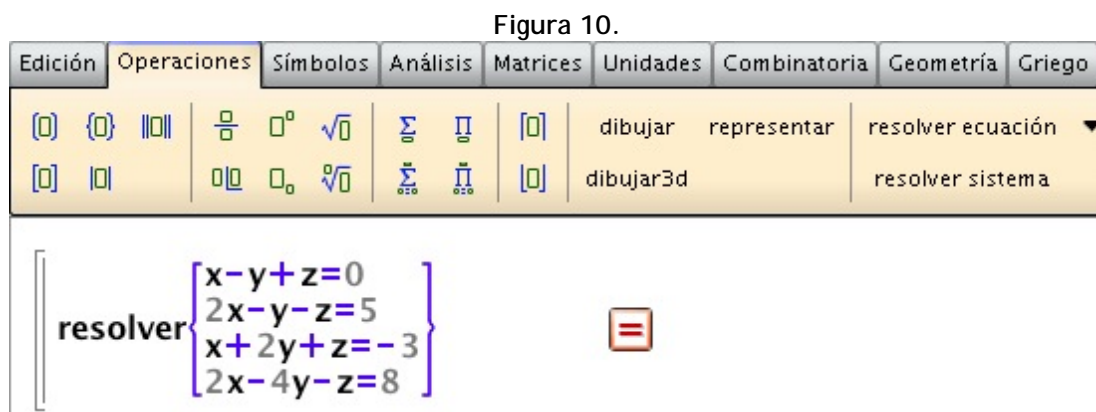 Figura 10.
Edición Operaciones Símbolos Análisis Matrices Unidades Combinatoria Geometría Griego
dibujar representar resolver ecuación
dibujar3d resolver sistema
x-y+z=0
2x-y-z=5
resolver
x+2y+z=-3
2x-4y-z=8
=